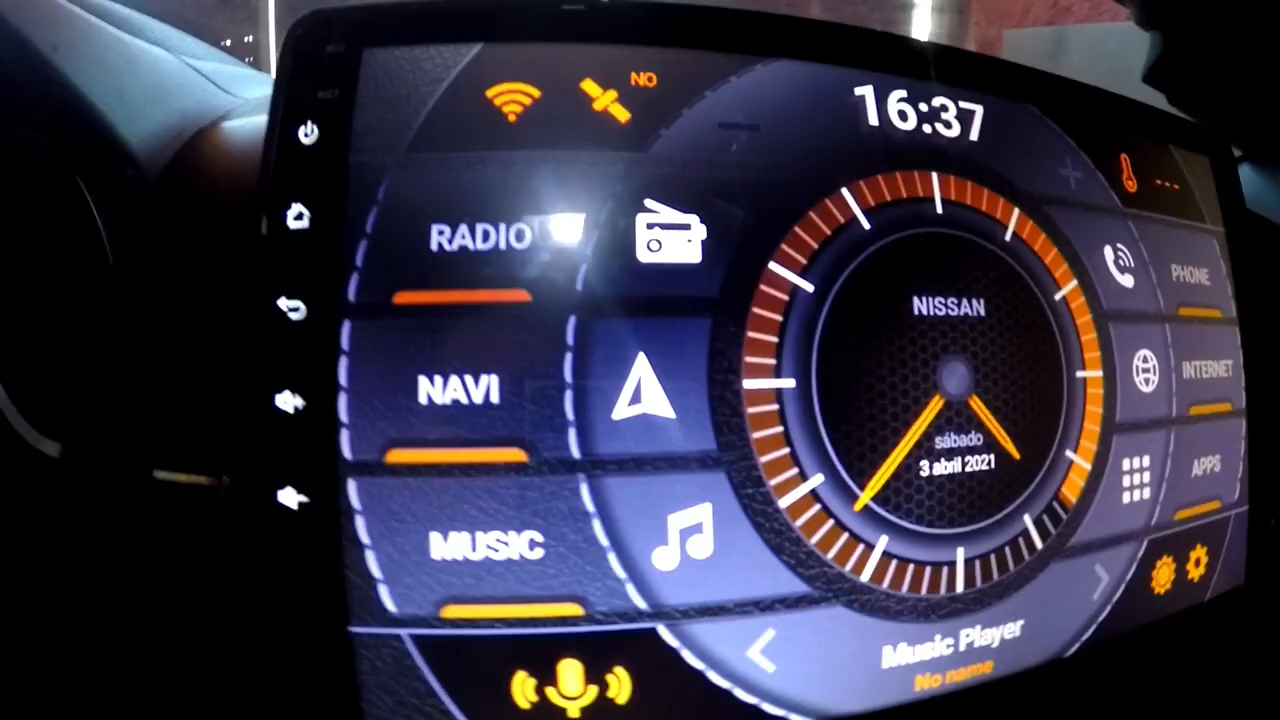 NO
16:37
---
RADIO
PHONE
NISSAN
NAVI
INTERNET
sábado
3 abril 2021
APPS
MUSIC
Music Player
No name